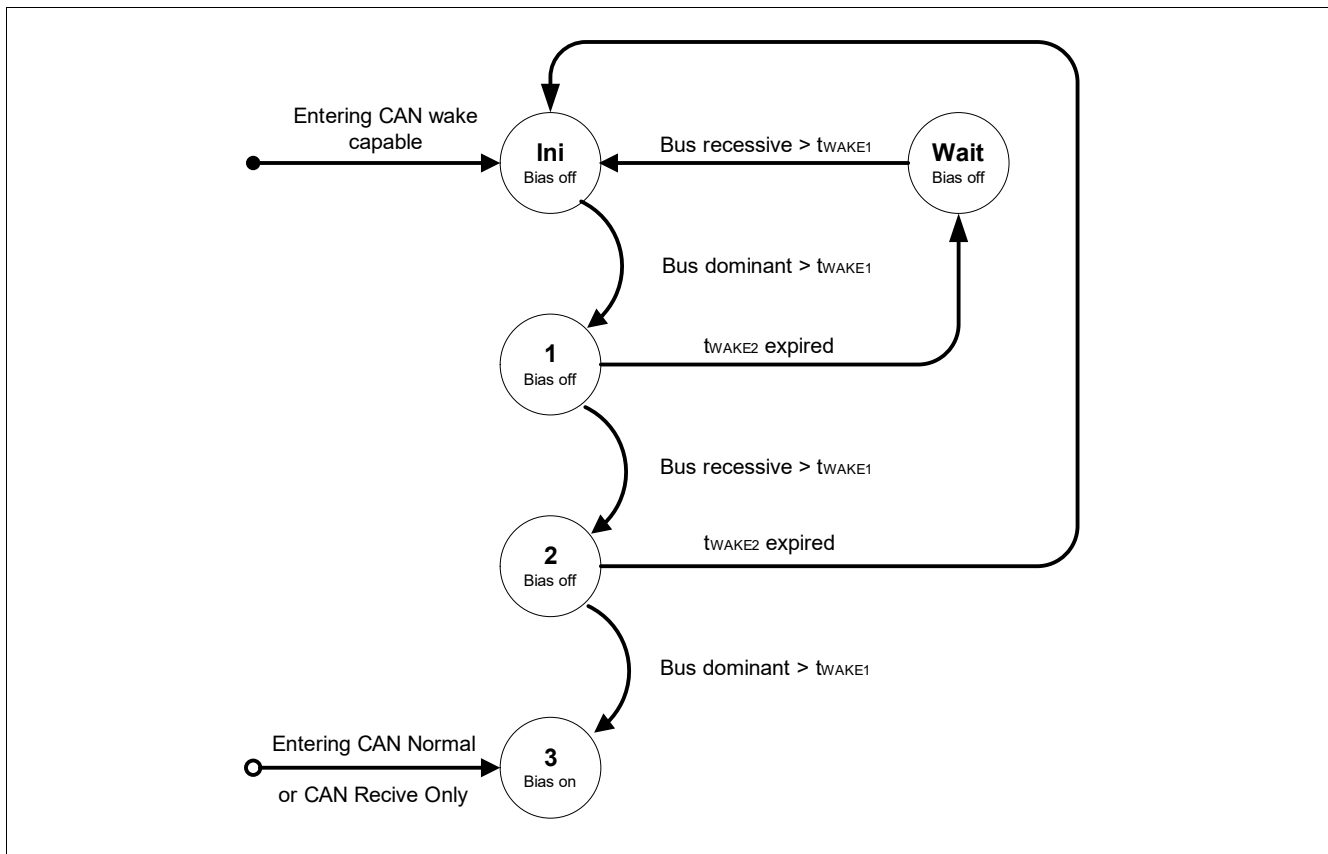 Entering CAN wake
capable
Ini
Bias off
Bus recessive > tWAKE1
Wait
Bias off
Bus dominant > tWAKE1
1
Bias off
tWAKE2 expired
Bus recessive > tWAKE1
2
Bias off
tWAKE2 expired
Bus dominant > tWAKE1
Entering CAN Normal
or CAN Recive Only
3
Bias on